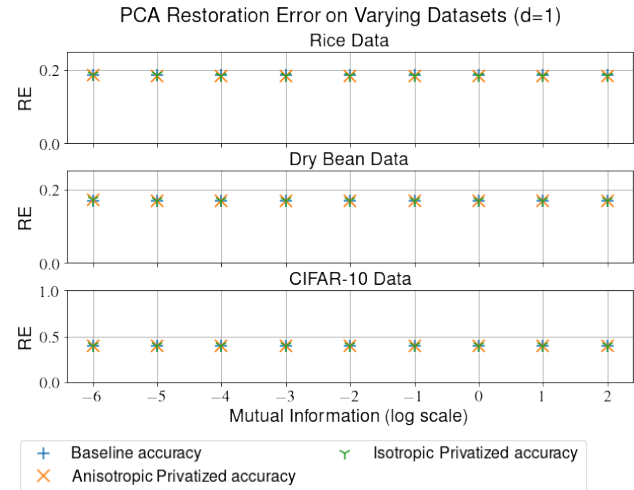 PCA Restoration Error on Varying Datasets (d=1)
Rice Data
0.2
RE
0.0
Dry Bean Data
0.2
RE
0.0
CIFAR-10 Data
1.0
0.5
RE
0.0
−6 −5 −4 −3 −2 −1 0 1 2
Mutual Information (log scale)
Baseline accuracy
Anisotropic Privatized accuracy
Isotropic Privatized accuracy